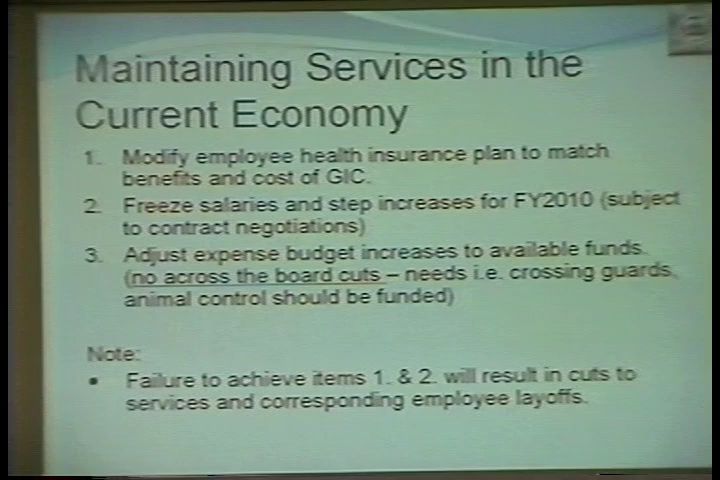 Maintaining Services in the
Current Economy
1. Modify employee health insurance plan to match
benefits and cost of GIC.
2. Freeze salaries and step increases for FY2010 (subject
to contract negotiations)
3. Adjust expense budget increases to available funds.
(no across the board cuts – needs i.e. crossing guards,
animal control should be funded)
Note:
• Failure to achieve items 1. & 2. will result in cuts to
services and corresponding employee layoffs.